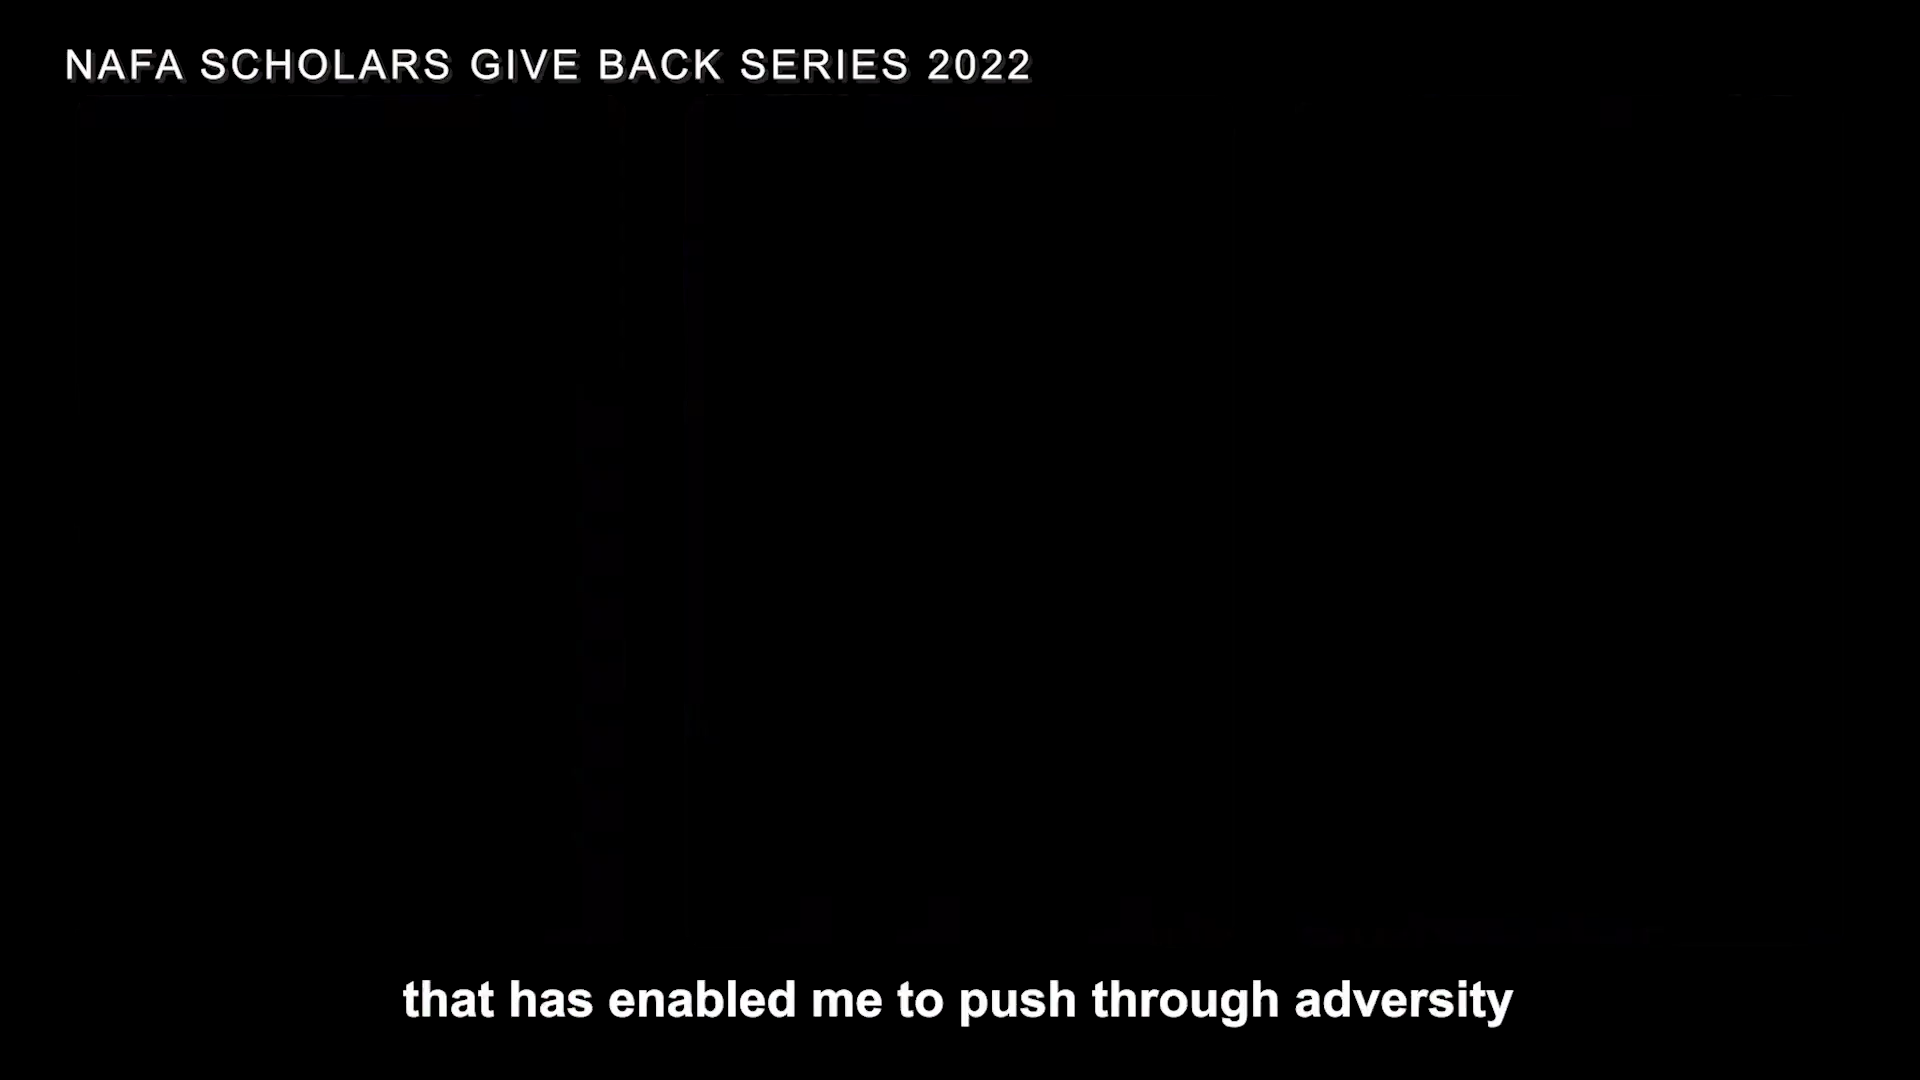 NAFA SCHOLARS GIVE BACK SERIES 2022
that has enabled me to push through adversity